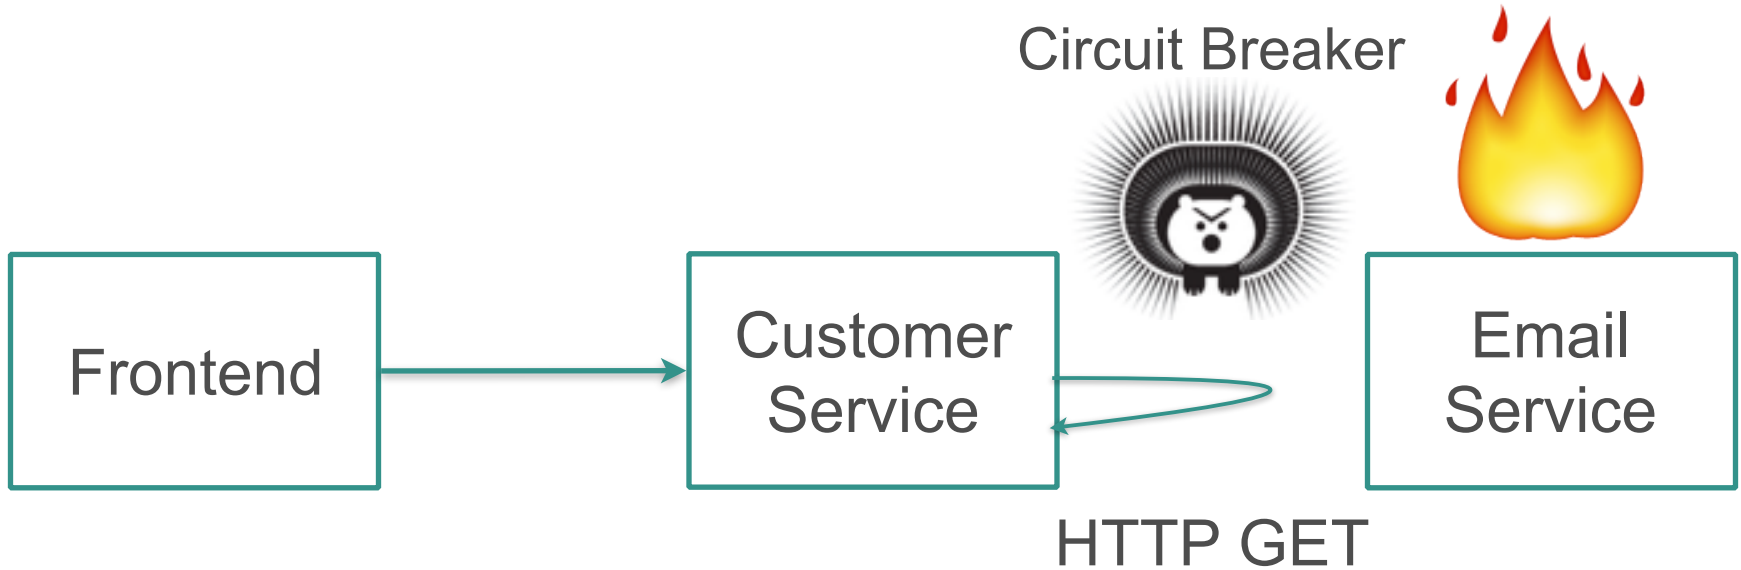 Circuit Breaker
Frontend
Customer
Service
Email
Service
HTTP GET